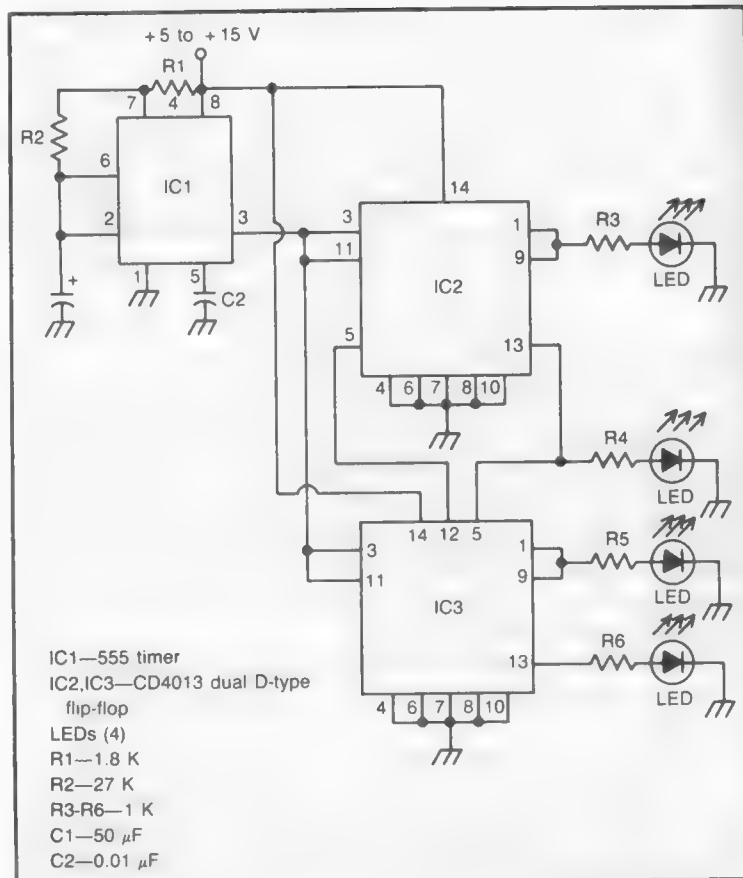 +5 to +15 V
R1
7
4
8
R2
6
IC1
2
3
1
5
C2
14
3
11
IC2
1
9
R3
LED
5
13
4
6
7
8
10
R4
LED
14
12
5
3
11
IC3
1
9
R5
LED
13
R6
LED
4
6
7
8
10
+
IC1—555 timer
IC2,IC3—CD4013 dual D-type
flip-flop
LEDs (4)
R1—1.8 K
R2—27 K
R3-R6—1 K
C1—50 μF
C2—0.01 μF